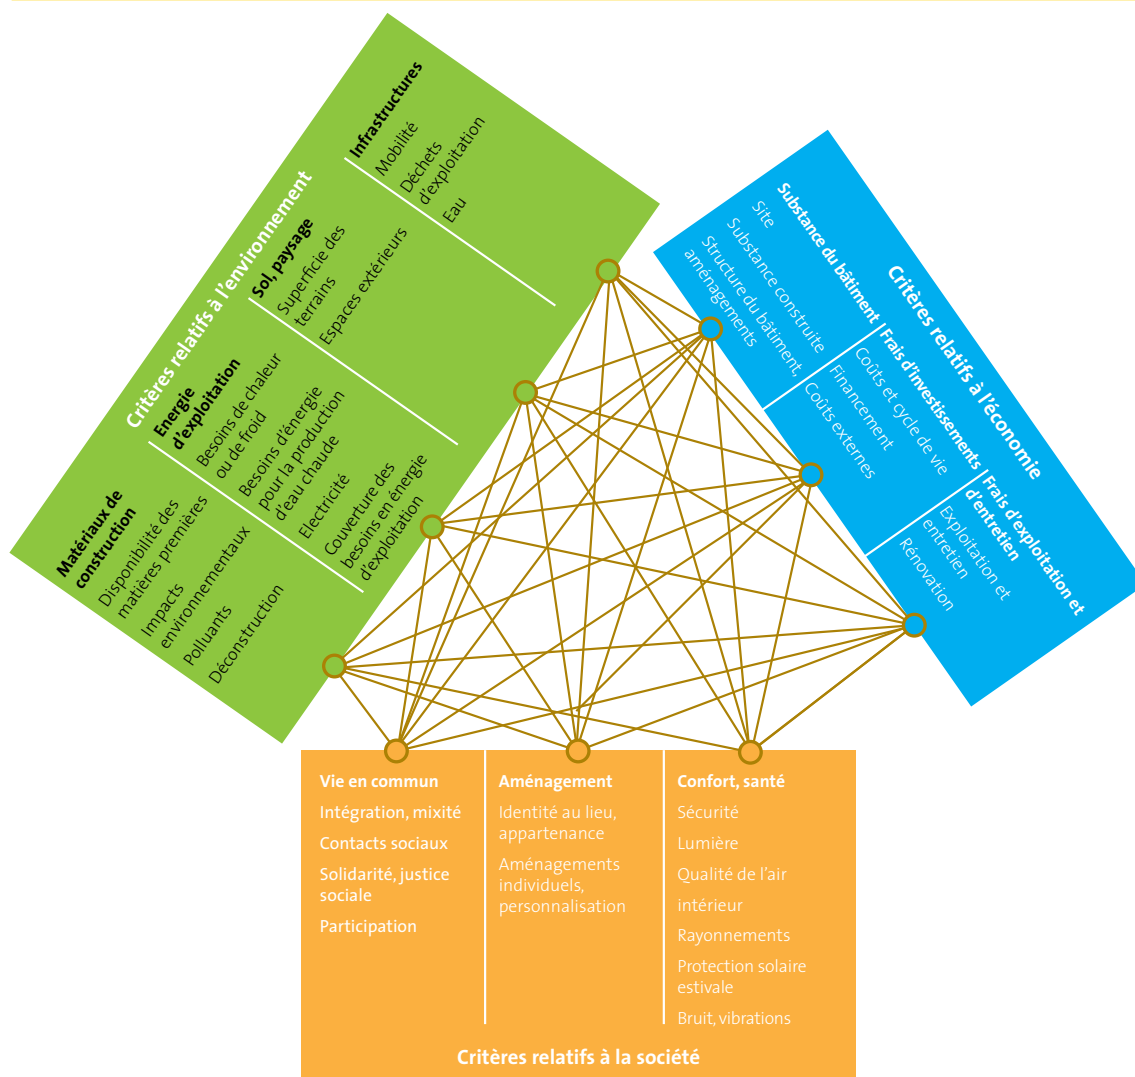 Critères relatifs à l'environnement
Infrastructures
Mobilité
Déchets
d'exploitation
Eau
Sol, paysage
Superficie des
terrains
Espaces extérieurs
Energie
d'exploitation
Besoins de chaleur
ou de froid
Besoins d'énergie
pour la production
d'eau chaude
Electricité
Couverture des
besoins en énergie
d'exploitation
Matériaux de
construction
Disponibilité des
matières premières
Impacts
environnementaux
Polluants
Déconstruction
Critères relatifs à l'économie
Substance du bâtiment
Site
Substance construite
Structure du bâtiment,
aménagements
Frais d'investissements
Coûts et cycle de vie
Financement
Coûts externes
Frais d'exploitation et
d'entretien
Exploitation et
entretien
Rénovation
Vie en commun
Intégration, mixité
Contacts sociaux
Solidarité, justice
sociale
Participation
Aménagement
Identité au lieu,
appartenance
Aménagements
individuels,
personnalisation
Confort, santé
Sécurité
Lumière
Qualité de l'air
intérieur
Rayonnements
Protection solaire
estivale
Bruit, vibrations
Critères relatifs à la société